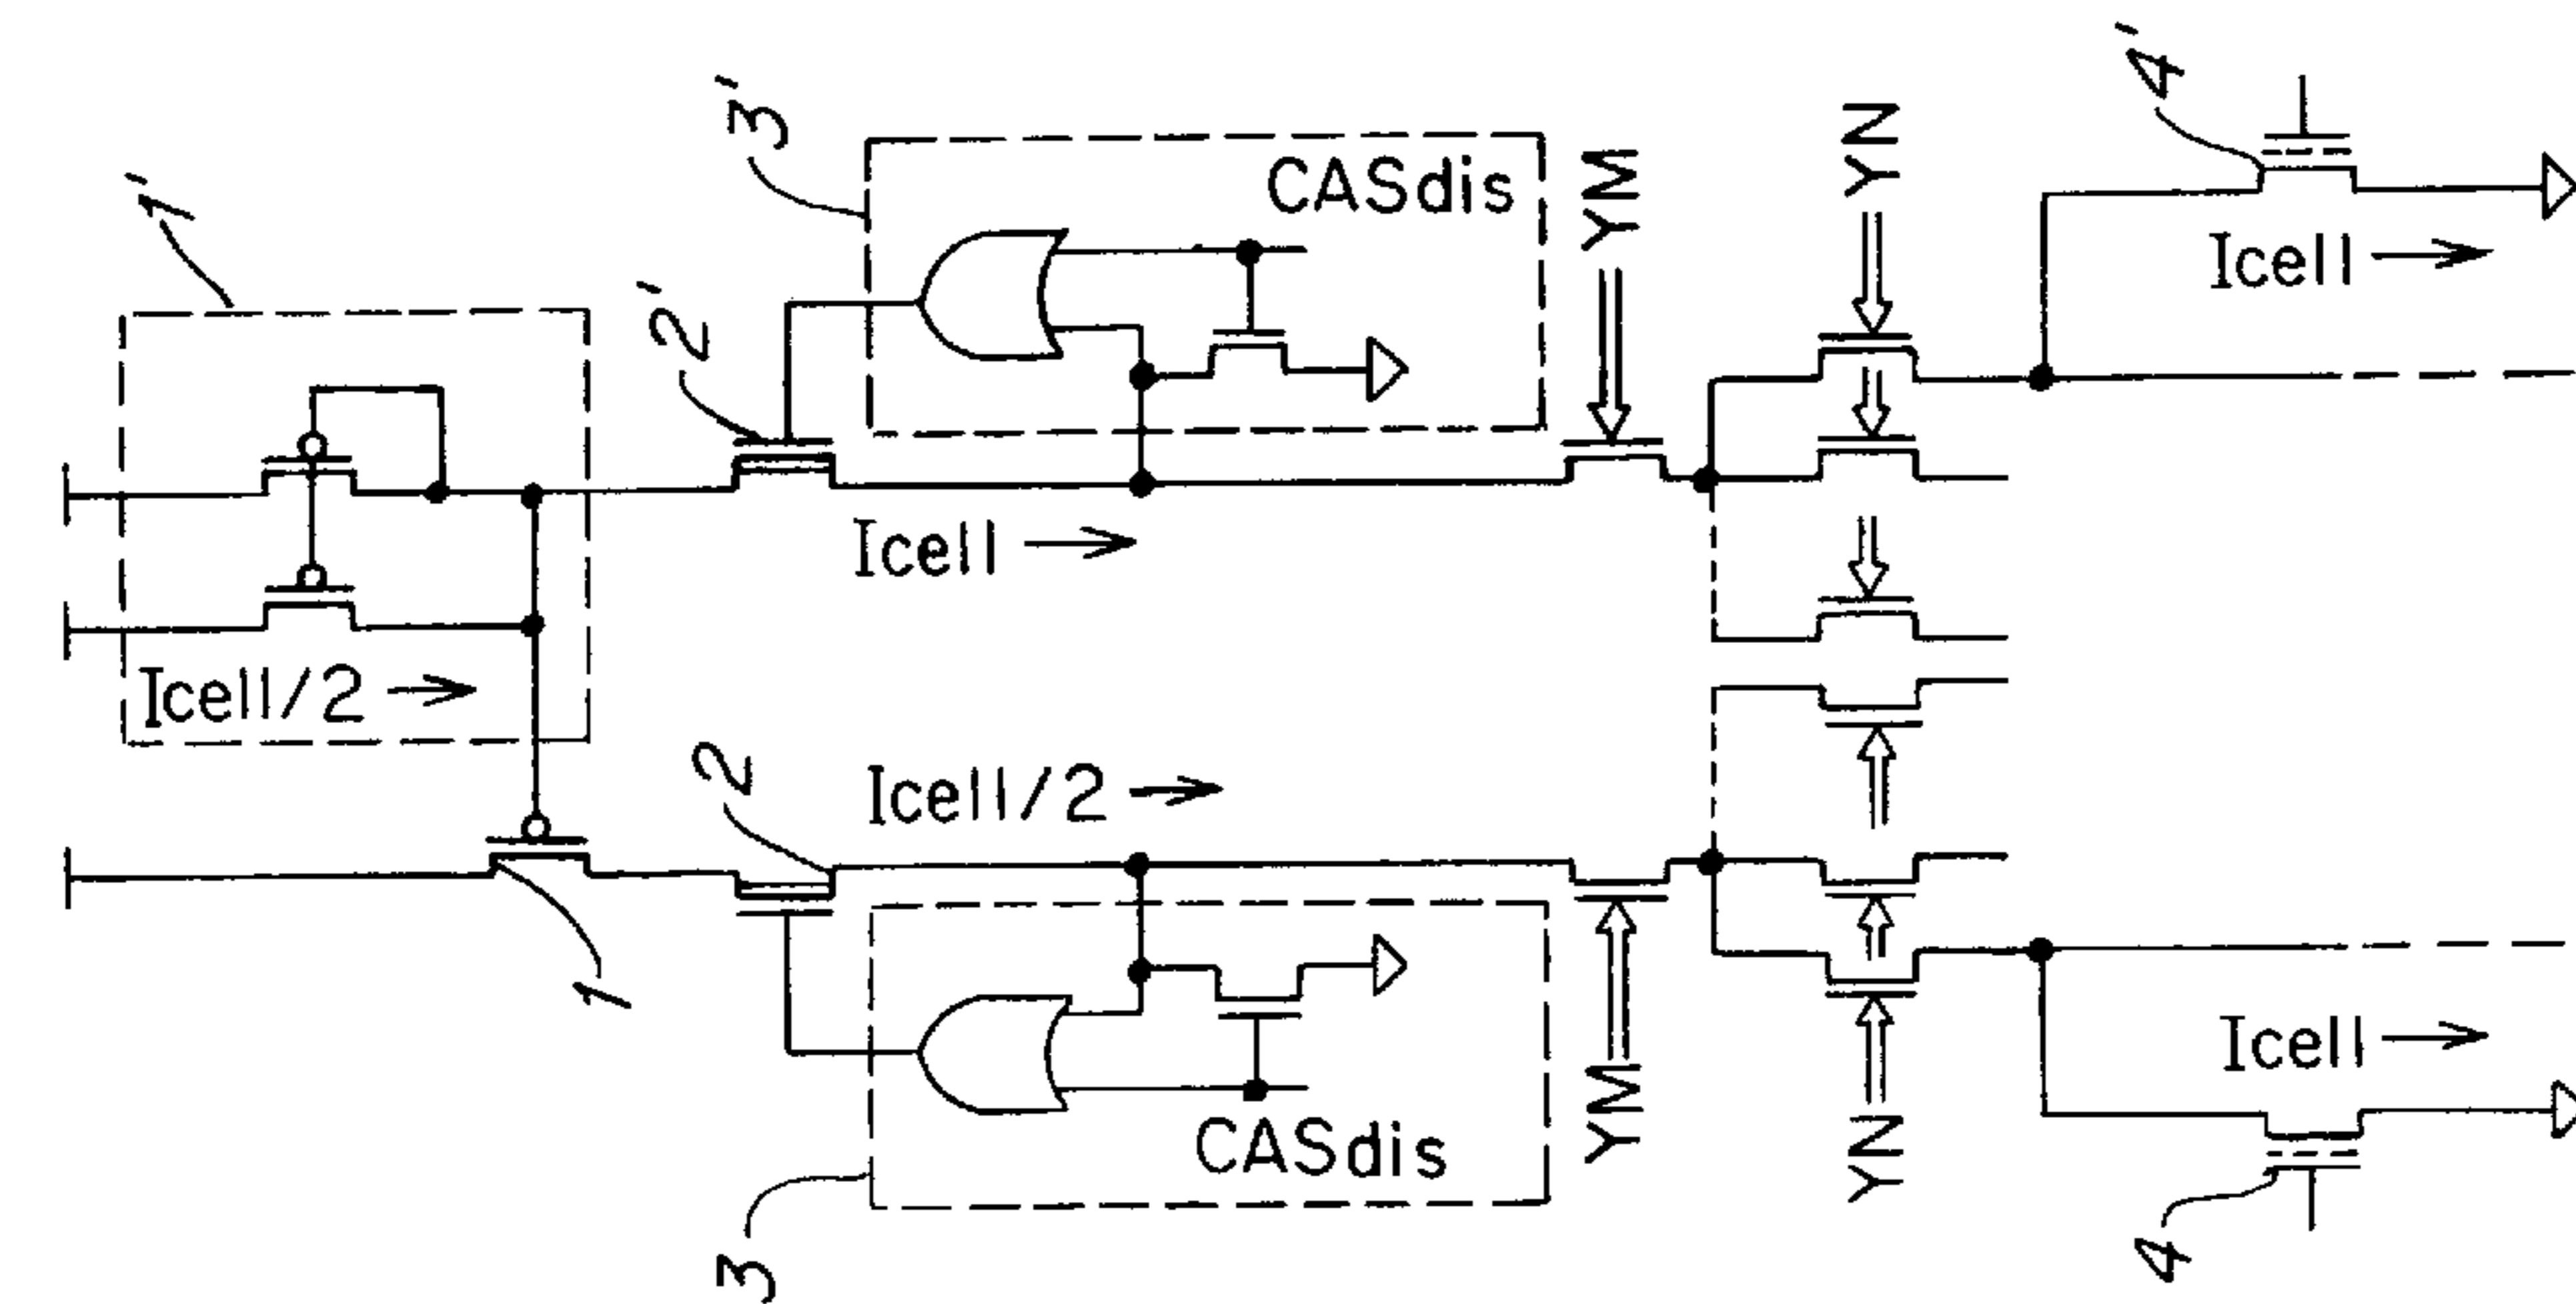 1'
3'
4'
CASdis
YM
YN
2'
Icell
Icell
Icell/2
2
Icell/2
1
Icell
CASdis
YM
YN
3
4